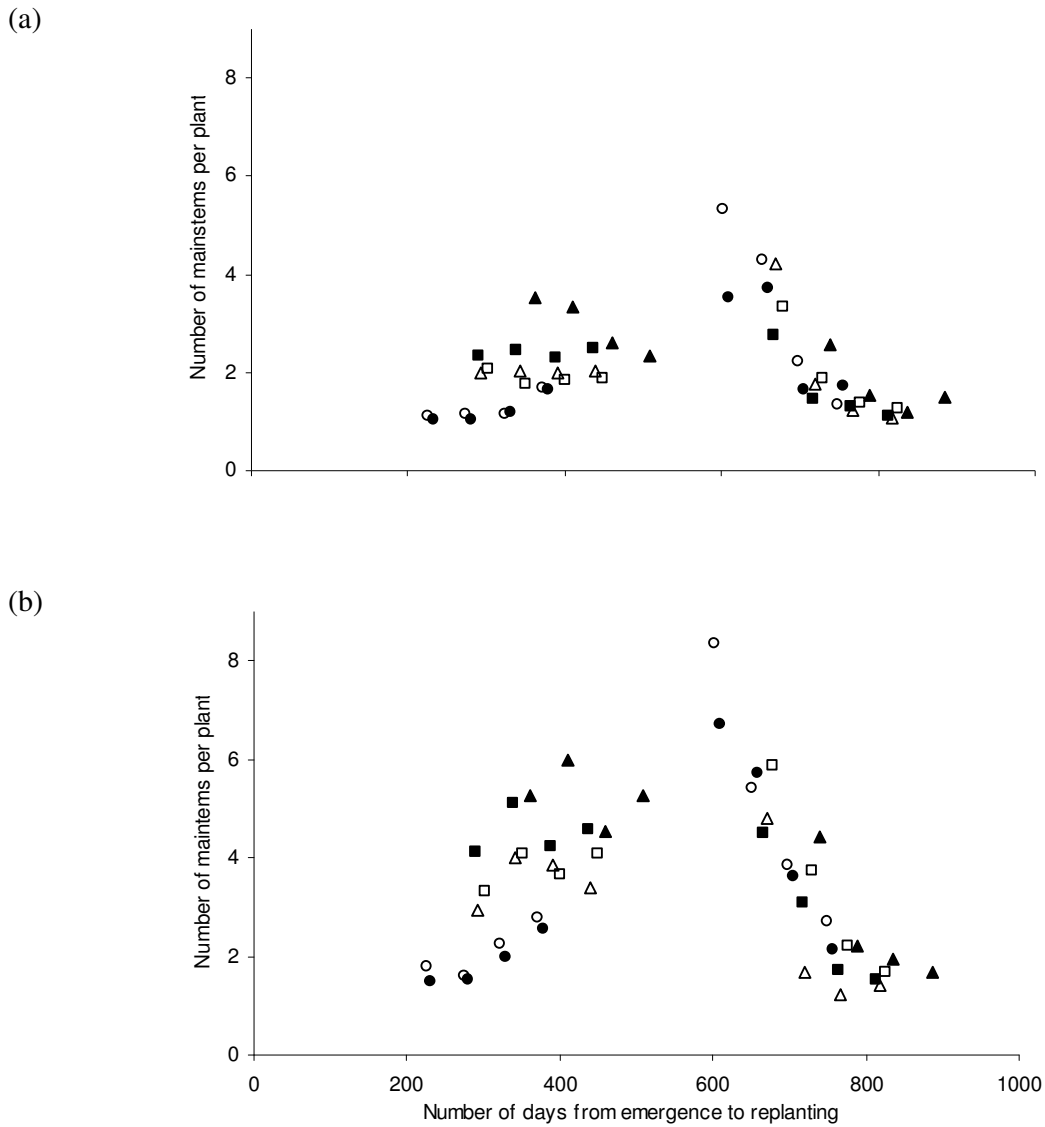 (a)
Number of mainstems per plant
8
6
4
2
0
(b)
Number of maintems per plant
8
6
4
2
0
0 200 400 600 800 1000
Number of days from emergence to replanting